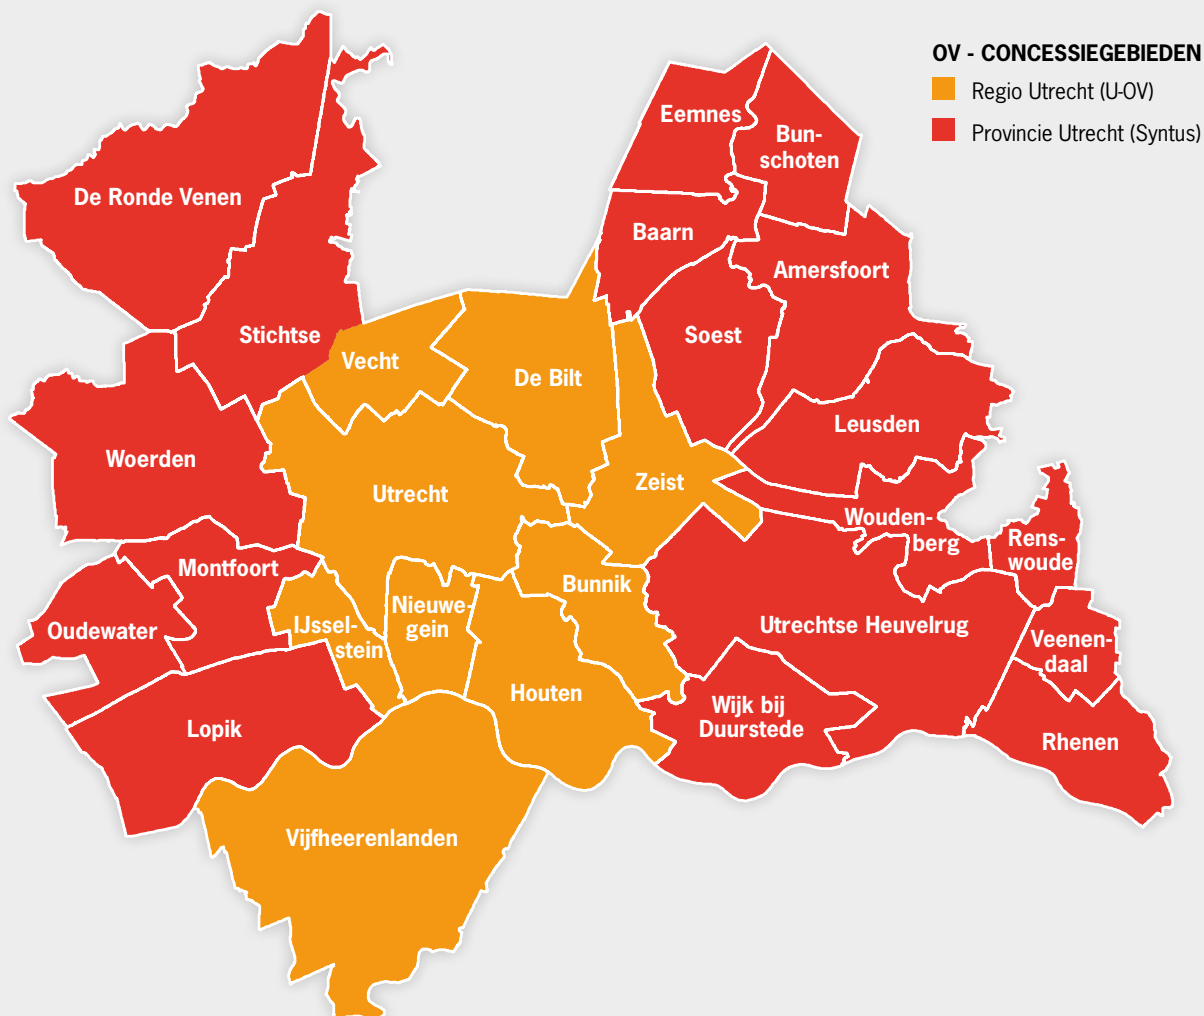 OV - CONCESSIEGEBIEDEN
Regio Utrecht (U-OV)
Provincie Utrecht (Syntus)
Eemnes
Bun-
schoten
De Ronde Venen
Baarn
Amersfoort
Stichtse
Vecht
Soest
De Bilt
Leusden
Woerden
Utrecht
Zeist
Wouden-
berg
Rens-
woude
Montfoort
Bunnik
Nieuwe-
gein
IJssel-
stein
Oudewater
Utrechtse Heuvelrug
Veenen-
daal
Houten
Wijk bij
Duurstede
Lopik
Rhenen
Vijfheerenlanden